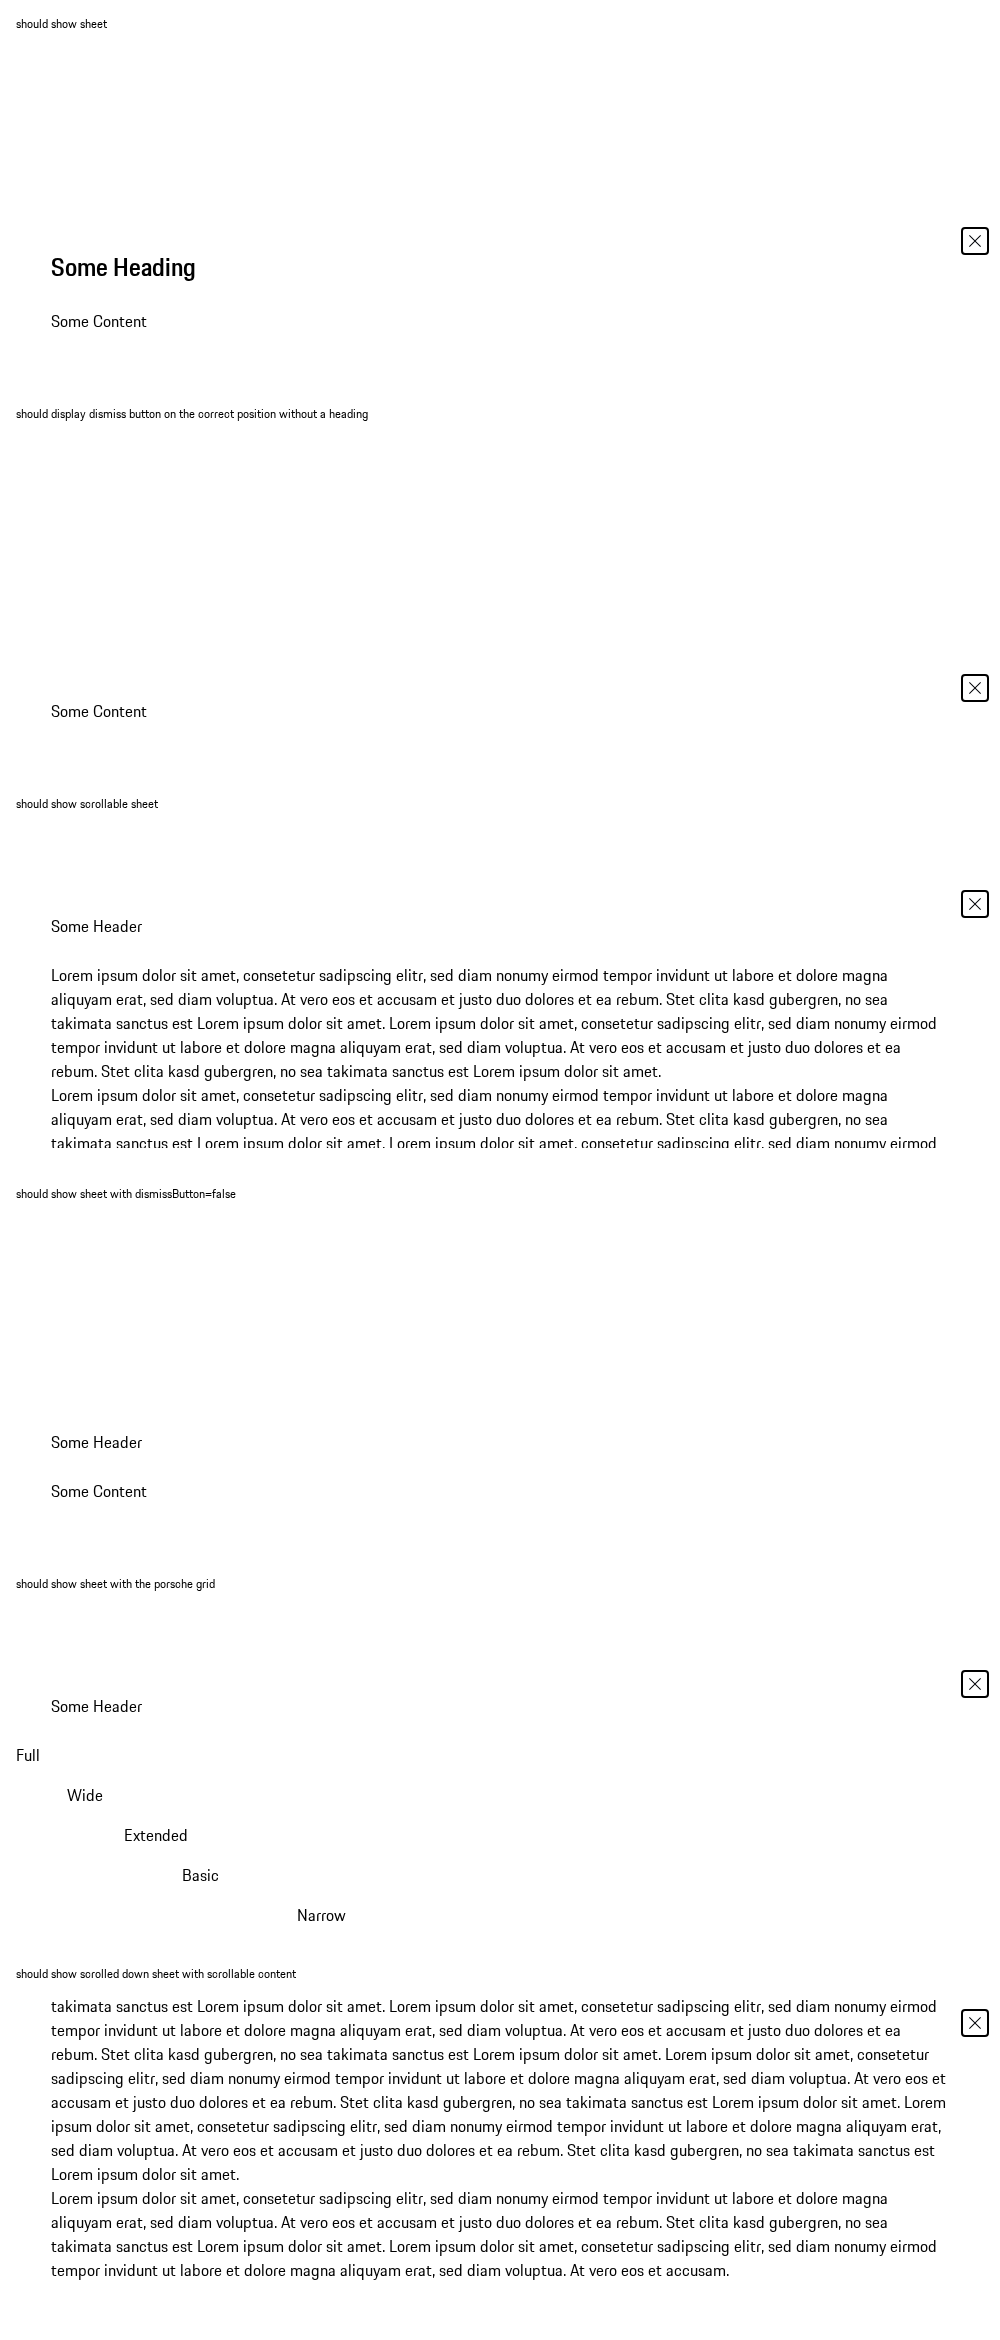 should show sheet
Some Heading
Some Content
should display dismiss button on the correct position without a heading
Some Content
should show scrollable sheet
Some Header
Lorem ipsum dolor sit amet, consetetur sadipscing elitr, sed diam nonumy eirmod tempor invidunt ut labore et dolore magna
aliquyam erat, sed diam voluptua. At vero eos et accusam et justo duo dolores et ea rebum. Stet clita kasd gubergren, no sea
takimata sanctus est Lorem ipsum dolor sit amet. Lorem ipsum dolor sit amet, consetetur sadipscing elitr, sed diam nonumy eirmod
tempor invidunt ut labore et dolore magna aliquyam erat, sed diam voluptua. At vero eos et accusam et justo duo dolores et ea
rebum. Stet clita kasd gubergren, no sea takimata sanctus est Lorem ipsum dolor sit amet.
Lorem ipsum dolor sit amet, consetetur sadipscing elitr, sed diam nonumy eirmod tempor invidunt ut labore et dolore magna
aliquyam erat, sed diam voluptua. At vero eos et accusam et justo duo dolores et ea rebum. Stet clita kasd gubergren, no sea
takimata sanctus est Lorem ipsum dolor sit amet. Lorem ipsum dolor sit amet, consetetur sadipscing elitr, sed diam nonumy eirmod
should show sheet with dismissButton=false
Some Header
Some Content
should show sheet with the porsche grid
Some Header
Full
Wide
Extended
Basic
Narrow
should show scrolled down sheet with scrollable content
takimata sanctus est Lorem ipsum dolor sit amet. Lorem ipsum dolor sit amet, consetetur sadipscing elitr, sed diam nonumy eirmod
tempor invidunt ut labore et dolore magna aliquyam erat, sed diam voluptua. At vero eos et accusam et justo duo dolores et ea
rebum. Stet clita kasd gubergren, no sea takimata sanctus est Lorem ipsum dolor sit amet. Lorem ipsum dolor sit amet, consetetur
sadipscing elitr, sed diam nonumy eirmod tempor invidunt ut labore et dolore magna aliquyam erat, sed diam voluptua. At vero eos et
accusam et justo duo dolores et ea rebum. Stet clita kasd gubergren, no sea takimata sanctus est Lorem ipsum dolor sit amet. Lorem
ipsum dolor sit amet, consetetur sadipscing elitr, sed diam nonumy eirmod tempor invidunt ut labore et dolore magna aliquyam erat,
sed diam voluptua. At vero eos et accusam et justo duo dolores et ea rebum. Stet clita kasd gubergren, no sea takimata sanctus est
Lorem ipsum dolor sit amet.
Lorem ipsum dolor sit amet, consetetur sadipscing elitr, sed diam nonumy eirmod tempor invidunt ut labore et dolore magna
aliquyam erat, sed diam voluptua. At vero eos et accusam et justo duo dolores et ea rebum. Stet clita kasd gubergren, no sea
takimata sanctus est Lorem ipsum dolor sit amet. Lorem ipsum dolor sit amet, consetetur sadipscing elitr, sed diam nonumy eirmod
tempor invidunt ut labore et dolore magna aliquyam erat, sed diam voluptua. At vero eos et accusam.